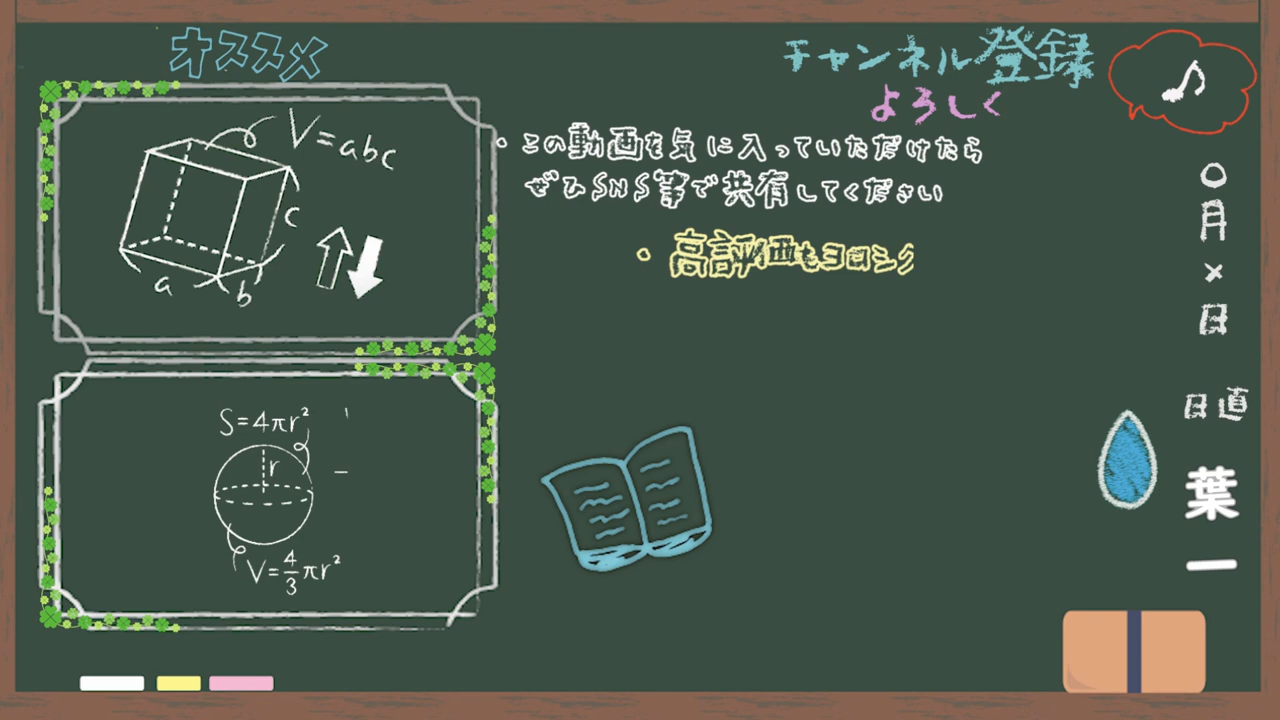 オススメ
V=abc
c
a
b
S=4πr²
r
V=4/3πr²
チャンネル登録
よろしく
・この動画を気に入っていただけたら
ぜひSNS等で共有してください
・高評価もヨロシク
〇月×日
日直
葉一